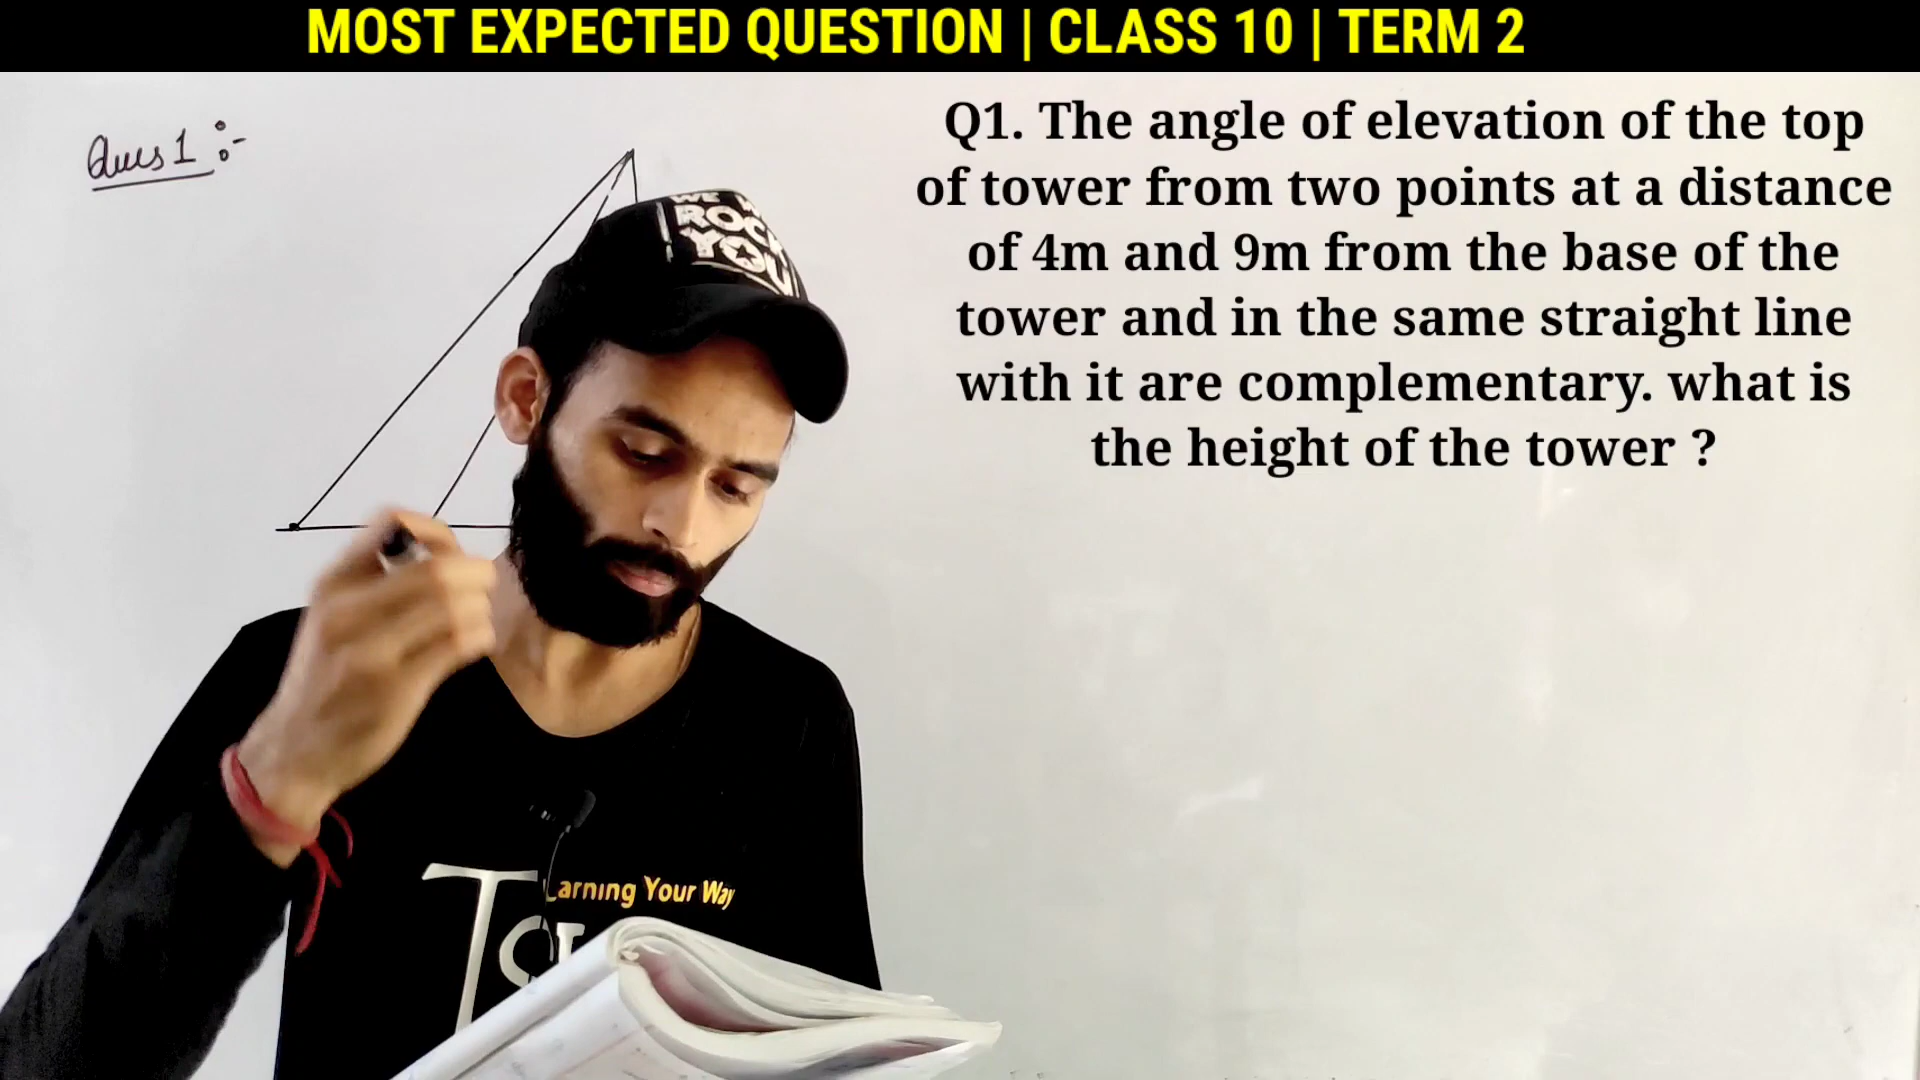 MOST EXPECTED QUESTION | CLASS 10 | TERM 2
Ques 1 :-
Q1. The angle of elevation of the top
of tower from two points at a distance
of 4m and 9m from the base of the
tower and in the same straight line
with it are complementary. what is
the height of the tower ?
ROCK
YOU
Learning Your Way